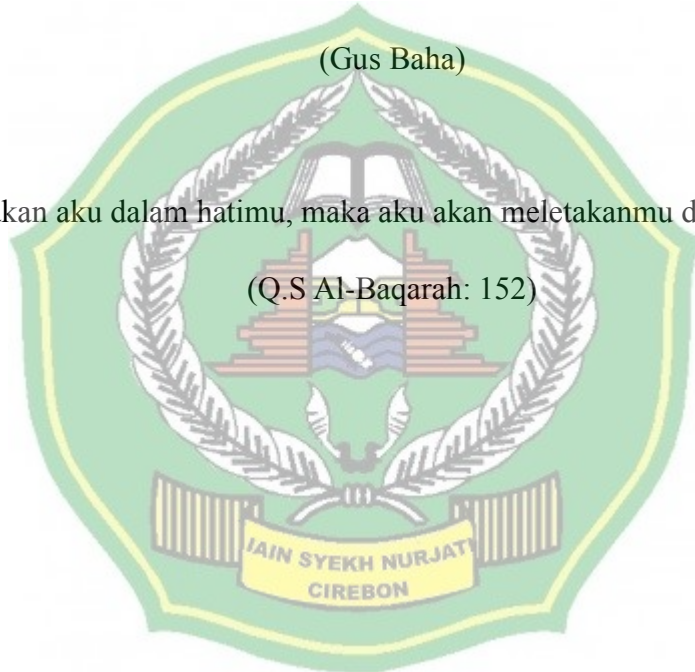 (Gus Baha)
kan aku dalam hatimu, maka aku akan meletakanmu d
(Q.S Al-Baqarah: 152)
IAIN SYEKH NURJATI
CIREBON